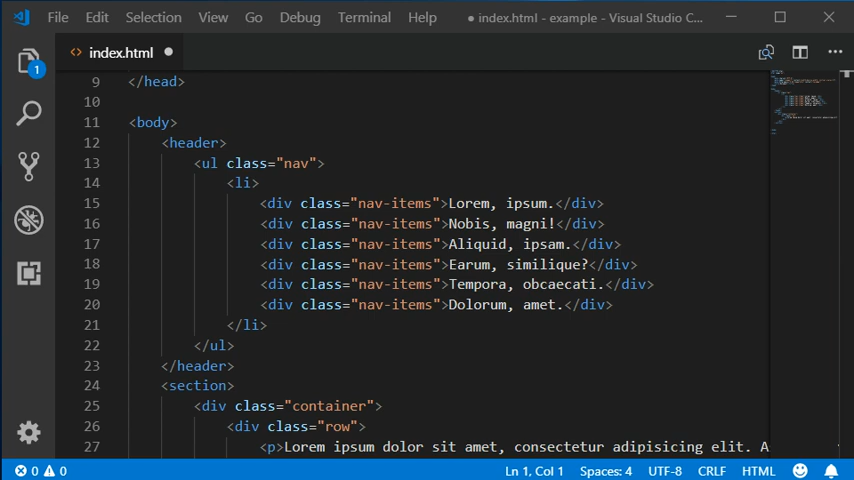 File Edit Selection View Go Debug Terminal Help ● index.html - example - Visual Studio C...
<> index.html ●
1
9 </head>
10
11 <body>
12 <header>
13 <ul class="nav">
14 <li>
15 <div class="nav-items">Lorem, ipsum.</div>
16 <div class="nav-items">Nobis, magni!</div>
17 <div class="nav-items">Aliquid, ipsam.</div>
18 <div class="nav-items">Earum, similique?</div>
19 <div class="nav-items">Tempora, obcaecati.</div>
20 <div class="nav-items">Dolorum, amet.</div>
21 </li>
22 </ul>
23 </header>
24 <section>
25 <div class="container">
26 <div class="row">
27 <p>Lorem ipsum dolor sit amet, consectetur adipisicing elit. A
0 0 Ln 1, Col 1 Spaces: 4 UTF-8 CRLF HTML